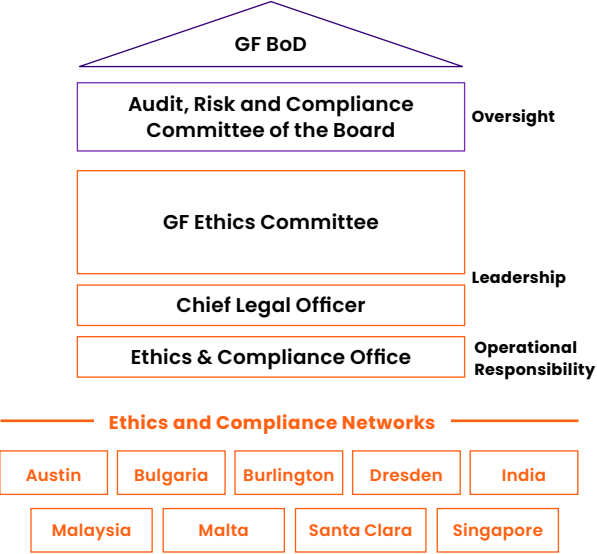 GF BoD
Audit, Risk and Compliance
Committee of the Board
Oversight
GF Ethics Committee
Leadership
Chief Legal Officer
Ethics & Compliance Office
Operational
Responsibility
Ethics and Compliance Networks
Austin
Bulgaria
Burlington
Dresden
India
Malaysia
Malta
Santa Clara
Singapore